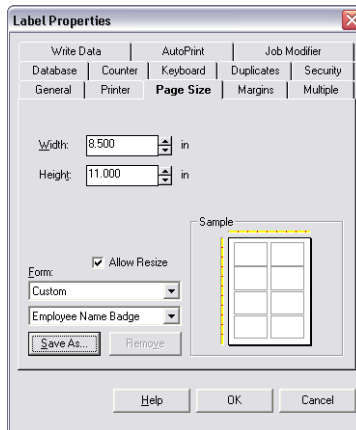 Label Properties
Write Data AutoPrint Job Modifier
Database Counter Keyboard Duplicates Security
General Printer Page Size Margins Multiple
Width: 8.500 in
Height: 11.000 in
Sample
Allow Resize
Form:
Custom
Employee Name Badge
Save As... Remove
Help OK Cancel